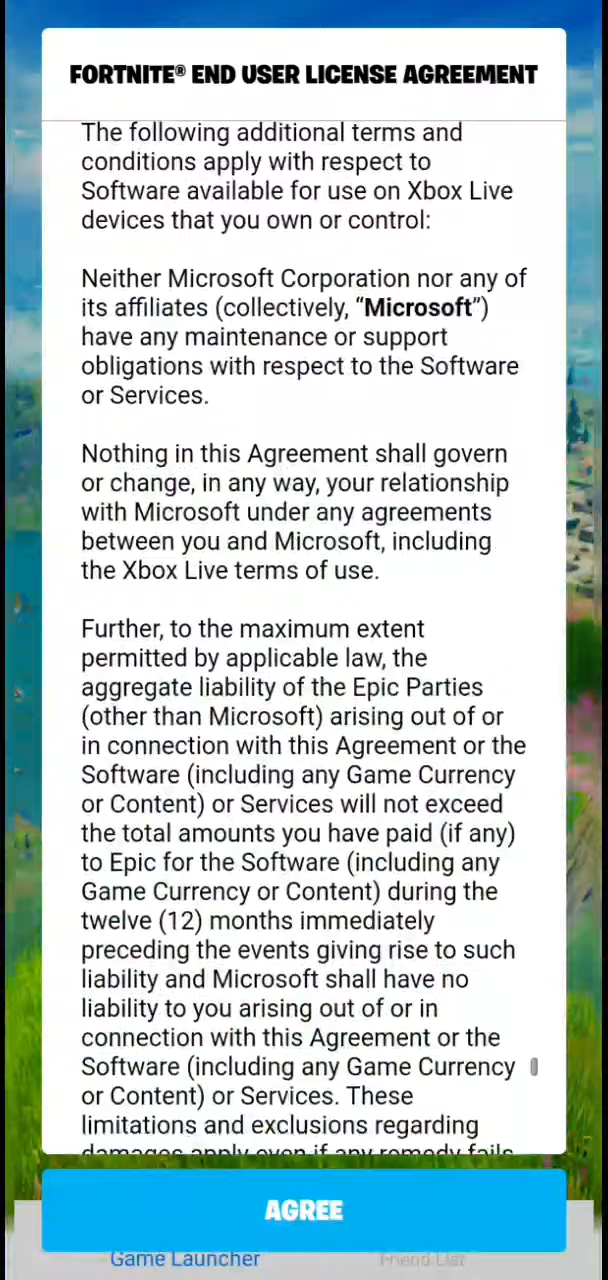 FORTNITE® END USER LICENSE AGREEMENT
The following additional terms and
conditions apply with respect to
Software available for use on Xbox Live
devices that you own or control:
Neither Microsoft Corporation nor any of
its affiliates (collectively, “Microsoft”)
have any maintenance or support
obligations with respect to the Software
or Services.
Nothing in this Agreement shall govern
or change, in any way, your relationship
with Microsoft under any agreements
between you and Microsoft, including
the Xbox Live terms of use.
Further, to the maximum extent
permitted by applicable law, the
aggregate liability of the Epic Parties
(other than Microsoft) arising out of or
in connection with this Agreement or the
Software (including any Game Currency
or Content) or Services will not exceed
the total amounts you have paid (if any)
to Epic for the Software (including any
Game Currency or Content) during the
twelve (12) months immediately
preceding the events giving rise to such
liability and Microsoft shall have no
liability to you arising out of or in
connection with this Agreement or the
Software (including any Game Currency
or Content) or Services. These
limitations and exclusions regarding
damages apply even if any remedy fails
AGREE
Game Launcher
Friend List